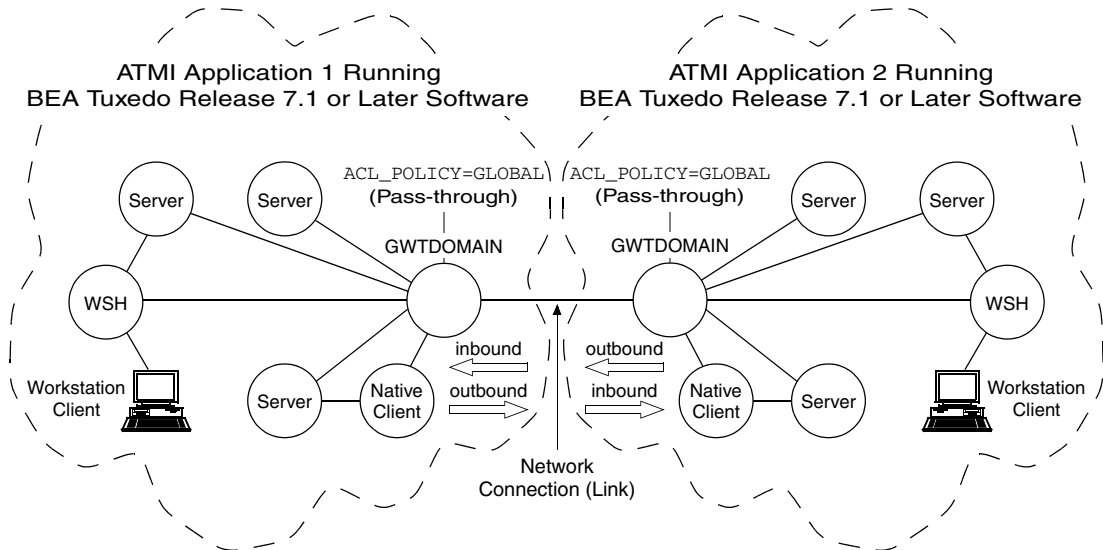 ATMI Application 1 Running
BEA Tuxedo Release 7.1 or Later Software
ATMI Application 2 Running
BEA Tuxedo Release 7.1 or Later Software
ACL_POLICY=GLOBAL
(Pass-through)
ACL_POLICY=GLOBAL
(Pass-through)
Server
Server
Server
Server
GWTDOMAIN
GWTDOMAIN
WSH
WSH
inbound
outbound
outbound
inbound
Workstation
Client
Server
Native
Client
Native
Client
Server
Workstation
Client
Network
Connection (Link)